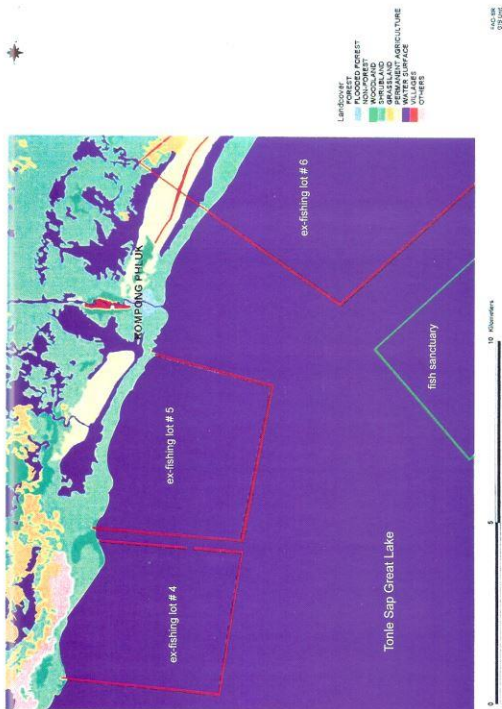 KOMPONG PHLUK
ex-fishing lot # 4
ex-fishing lot # 5
ex-fishing lot # 6
fish sanctuary
Tonle Sap Great Lake
Landcover
FOREST
FLOODED FOREST
NON-FOREST
WOODLAND
SHRUBLAND
GRASSLAND
PERMANENT AGRICULTURE
WATER SURFACE
VILLAGES
OTHERS
0
5
10 Kilometers